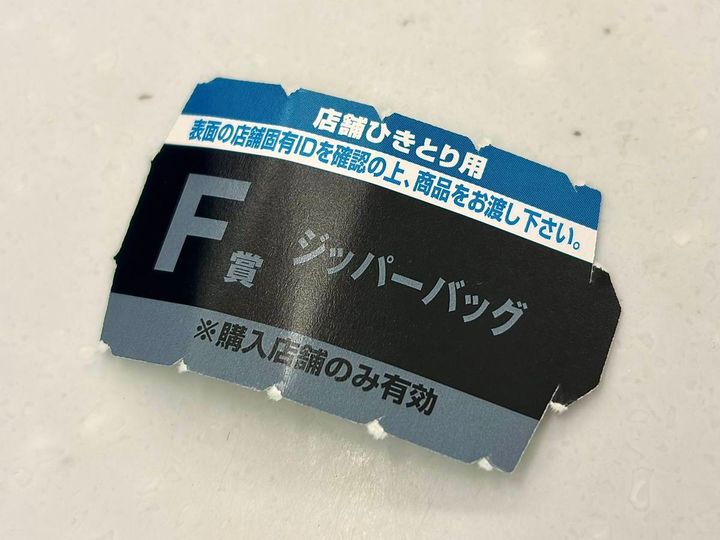 店舗ひきとり用
表面の店舗固有IDを確認の上、商品をお渡し下さい。
F賞 ジッパーバッグ
※購入店舗のみ有効